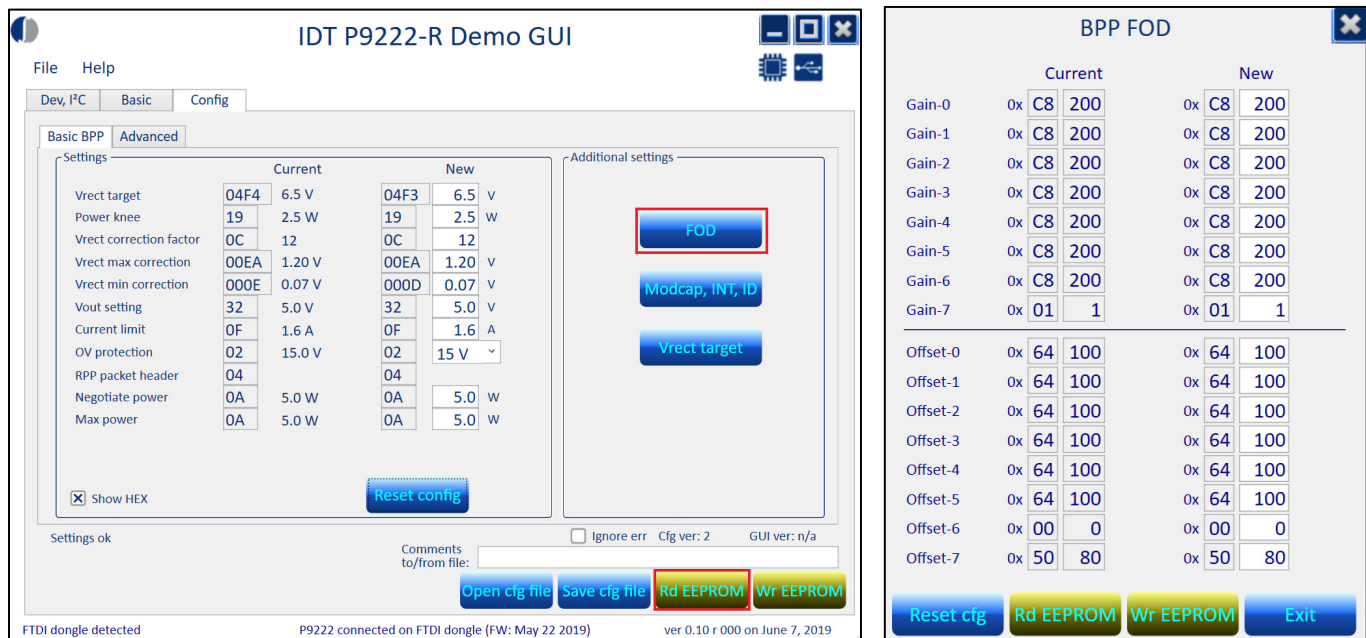 IDT P9222-R Demo GUI
File Help
Dev, I²C Basic Config
Basic BPP Advanced
Settings
Current New
Vrect target 04F4 6.5 V 04F3 6.5 V
Power knee 19 2.5 W 19 2.5 W
Vrect correction factor 0C 12 0C 12
Vrect max correction 00EA 1.20 V 00EA 1.20 V
Vrect min correction 000E 0.07 V 000D 0.07 V
Vout setting 32 5.0 V 32 5.0 V
Current limit 0F 1.6 A 0F 1.6 A
OV protection 02 15.0 V 02 15 V
RPP packet header 04 04
Negotiate power 0A 5.0 W 0A 5.0 W
Max power 0A 5.0 W 0A 5.0 W
Show HEX Reset config
Additional settings
FOD
Modcap, INT, ID
Vrect target
Settings ok Ignore err Cfg ver: 2 GUI ver: n/a
Comments
to/from file:
Open cfg file Save cfg file Rd EEPROM Wr EEPROM
FTDI dongle detected P9222 connected on FTDI dongle (FW: May 22 2019) ver 0.10 r 000 on June 7, 2019
BPP FOD
Current New
Gain-0 0x C8 200 0x C8 200
Gain-1 0x C8 200 0x C8 200
Gain-2 0x C8 200 0x C8 200
Gain-3 0x C8 200 0x C8 200
Gain-4 0x C8 200 0x C8 200
Gain-5 0x C8 200 0x C8 200
Gain-6 0x C8 200 0x C8 200
Gain-7 0x 01 1 0x 01 1
Offset-0 0x 64 100 0x 64 100
Offset-1 0x 64 100 0x 64 100
Offset-2 0x 64 100 0x 64 100
Offset-3 0x 64 100 0x 64 100
Offset-4 0x 64 100 0x 64 100
Offset-5 0x 64 100 0x 64 100
Offset-6 0x 00 0 0x 00 0
Offset-7 0x 50 80 0x 50 80
Reset cfg Rd EEPROM Wr EEPROM Exit